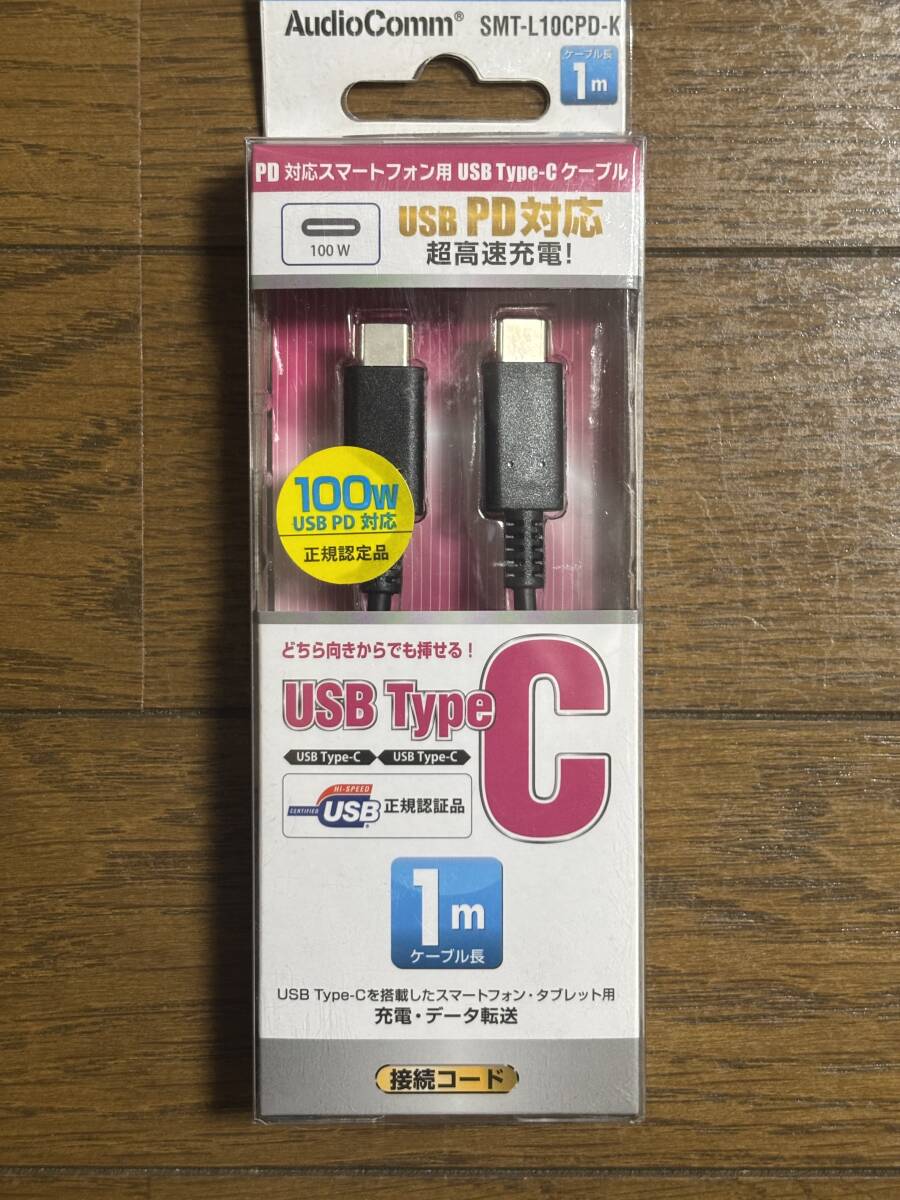 AudioComm® SMT-L10CPD-K
ケーブル長
1m
PD 対応スマートフォン用 USB Type-C ケーブル
100 W
USB PD対応
超高速充電!
100W
USB PD 対応
正規認定品
どちら向きからでも挿せる!
USB Type C
USB Type-C USB Type-C
HI-SPEED
CERTIFIED
USB® 正規認証品
1m
ケーブル長
USB Type-Cを搭載したスマートフォン・タブレット用
充電・データ転送
接続コード